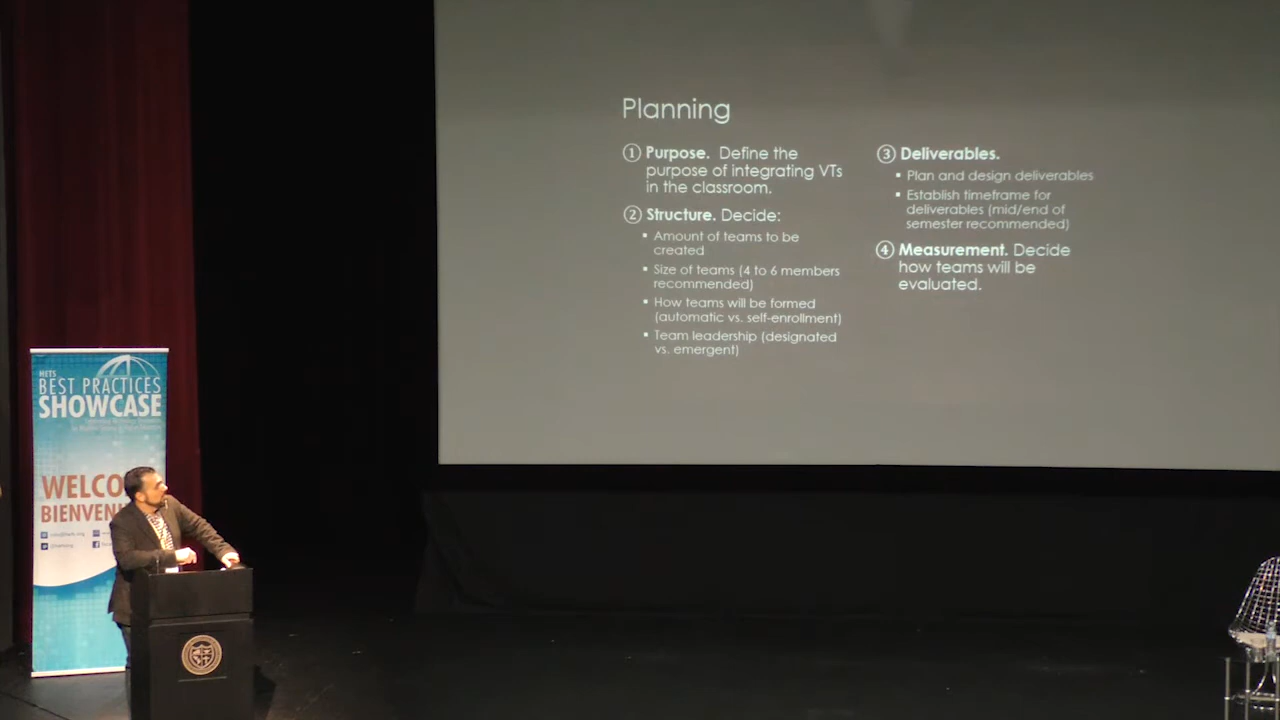 Planning
① Purpose. Define the
purpose of integrating VTs
in the classroom.
② Structure. Decide:
▪ Amount of teams to be
created
▪ Size of teams (4 to 6 members
recommended)
▪ How teams will be formed
(automatic vs. self-enrollment)
▪ Team leadership (designated
vs. emergent)
③ Deliverables.
▪ Plan and design deliverables
▪ Establish timeframe for
deliverables (mid/end of
semester recommended)
④ Measurement. Decide
how teams will be
evaluated.
HETS
BEST PRACTICES
SHOWCASE
WELCO
BIENVEN